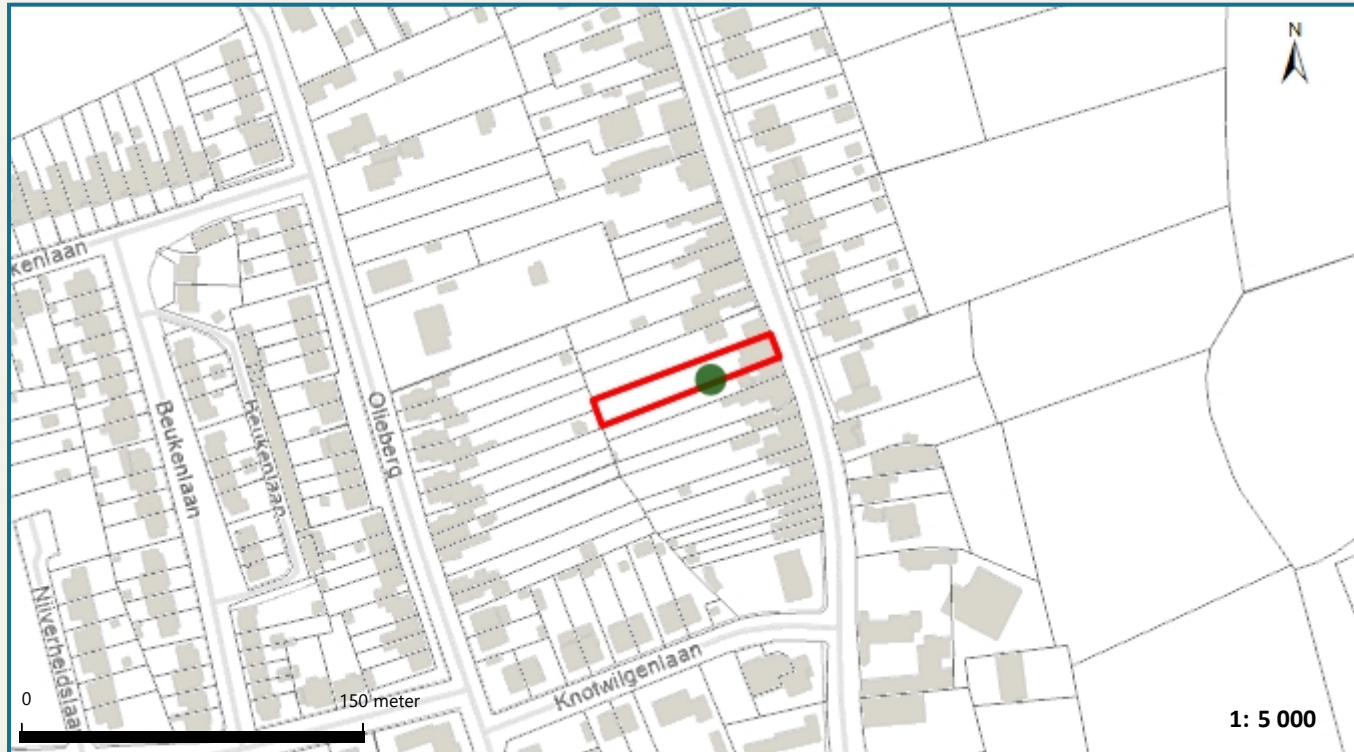 N
kenlaan
Olieberg
Beukenlaan
Beukenlaan
Nijverheidslaan
Knotwilgenlaan
0
150 meter
1: 5 000